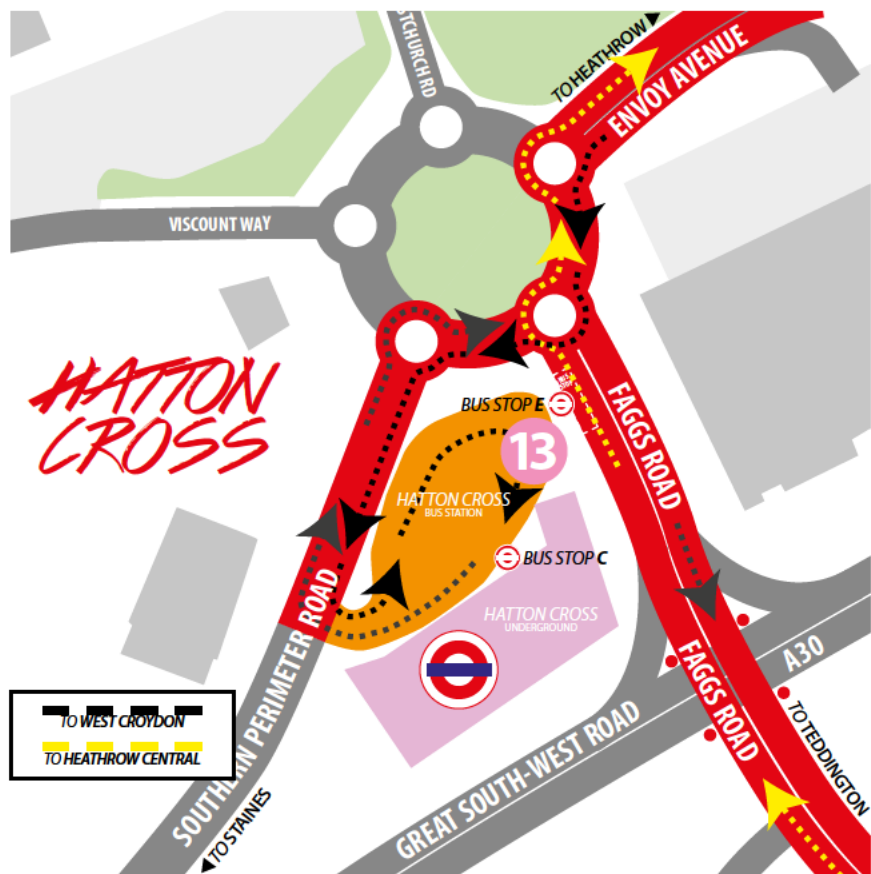 STCHURCH RD
TO HEATHROW
ENVOY AVENUE
VISCOUNT WAY
HATTON
CROSS
BUS STOP E
13
FAGGS ROAD
HATTON CROSS
BUS STATION
BUS STOP C
HATTON CROSS
UNDERGROUND
SOUTHERN PERIMETER ROAD
FAGGS ROAD
A30
TO WEST CROYDON
TO HEATHROW CENTRAL
GREAT SOUTH-WEST ROAD
TO TEDDINGTON
TO STAINES